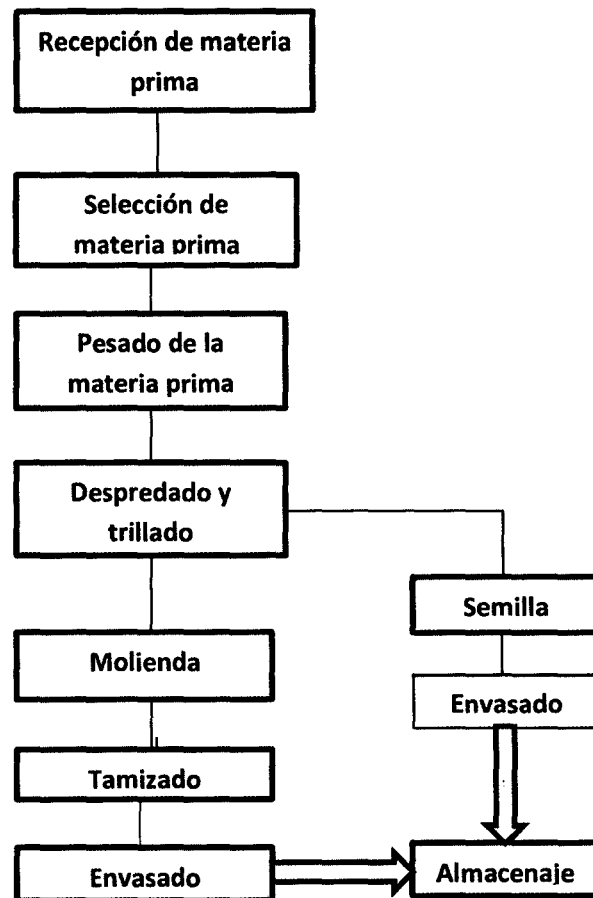 Recepción de materia
prima
Selección de
materia prima
Pesado de la
materia prima
Despredado y
trillado
Semilla
Molienda
Envasado
Tamizado
Envasado
Almacenaje